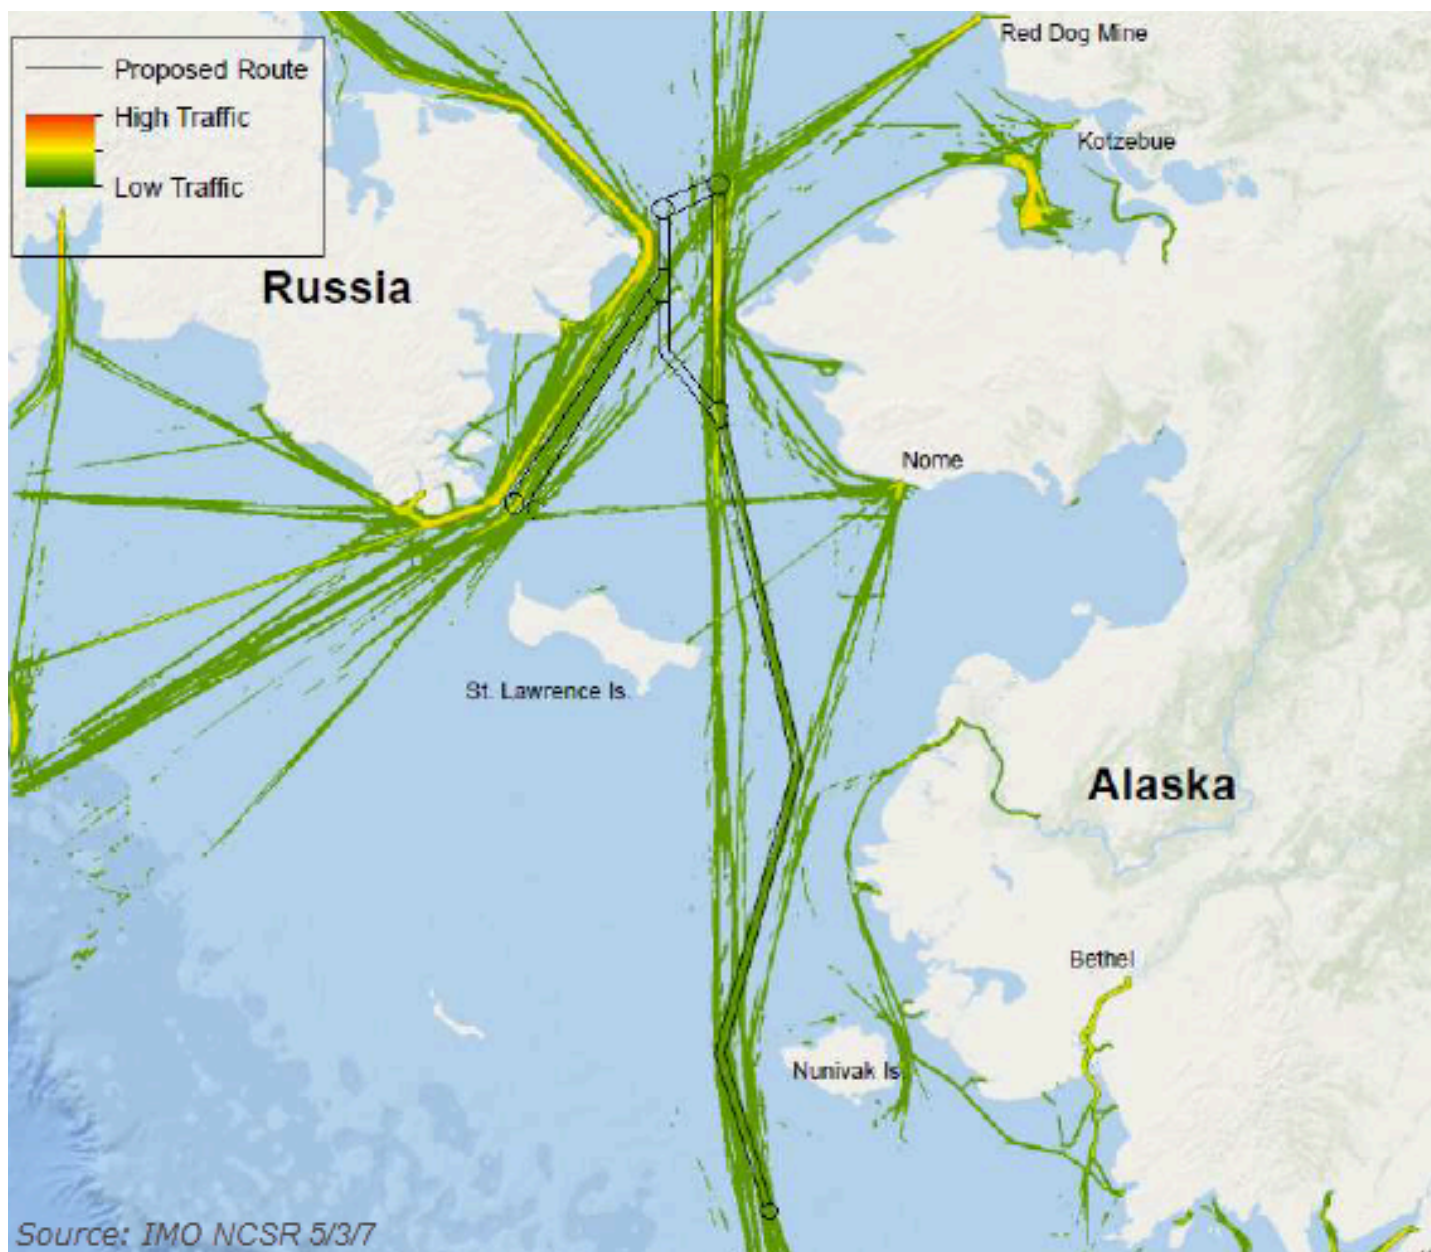 Proposed Route
High Traffic
Low Traffic
Red Dog Mine
Kotzebue
Russia
Nome
St. Lawrence Is.
Alaska
Bethel
Nunivak Is.
Source: IMO NCSR 5/3/7